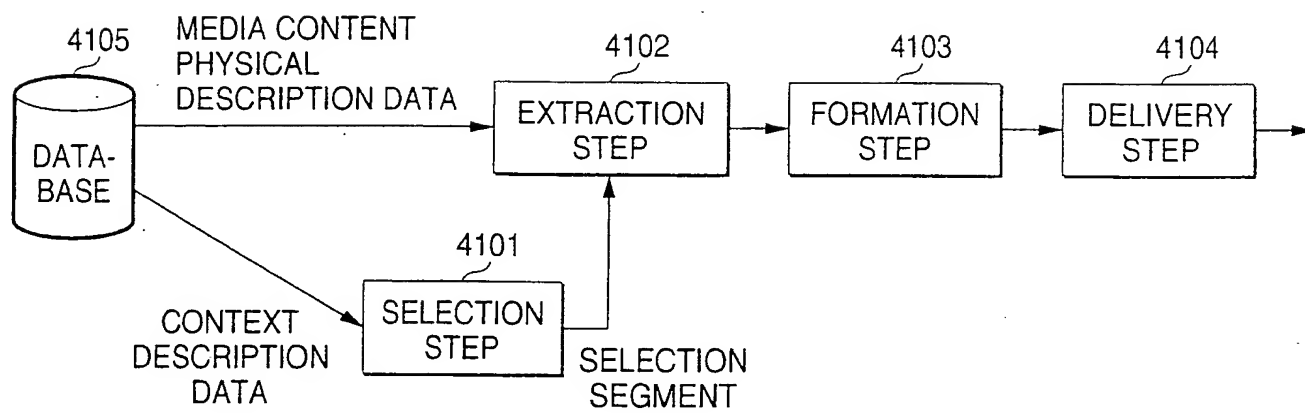 4105
MEDIA CONTENT
PHYSICAL
DESCRIPTION DATA
4102
4103
4104
DATA-
BASE
EXTRACTION
STEP
FORMATION
STEP
DELIVERY
STEP
4101
SELECTION
STEP
CONTEXT
DESCRIPTION
DATA
SELECTION
SEGMENT